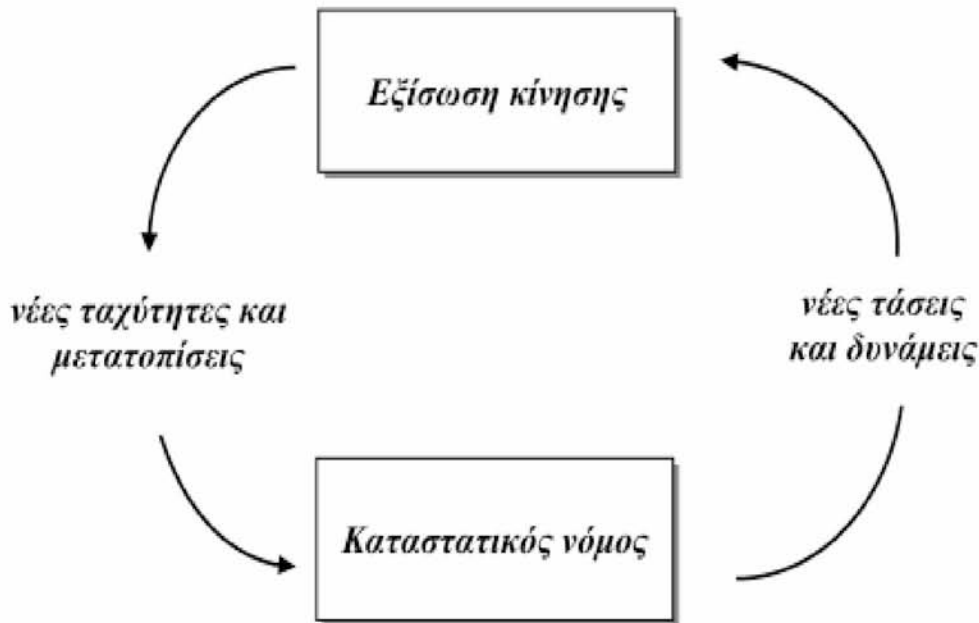 Εξίσωση κίνησης
νέες ταχύτητες και
μετατοπίσεις
νέες τάσεις
και δυνάμεις
Καταστατικός νόμος